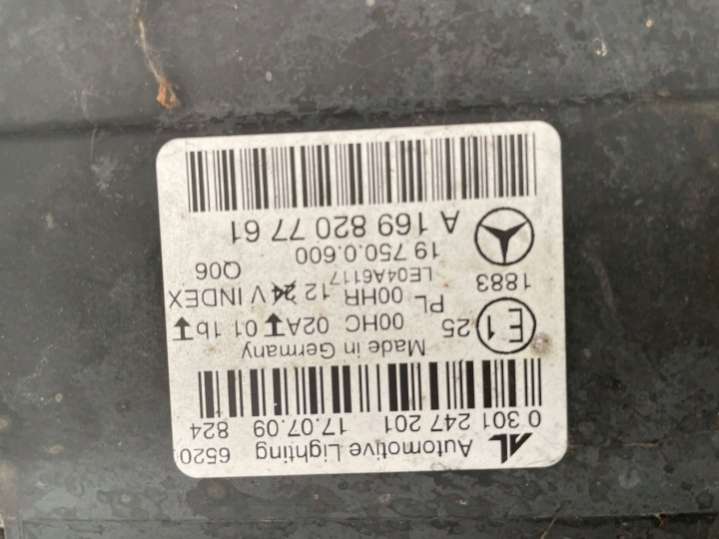 AL Automotive Lighting 6520
0 301 247 201 17.07.09 824
Made in Germany
E1 25 00HC 02A 01 1b
PL 00HR 12 24 V INDEX
1883 LE04A6117 Q06
19 750.0.600
A 169 820 77 61